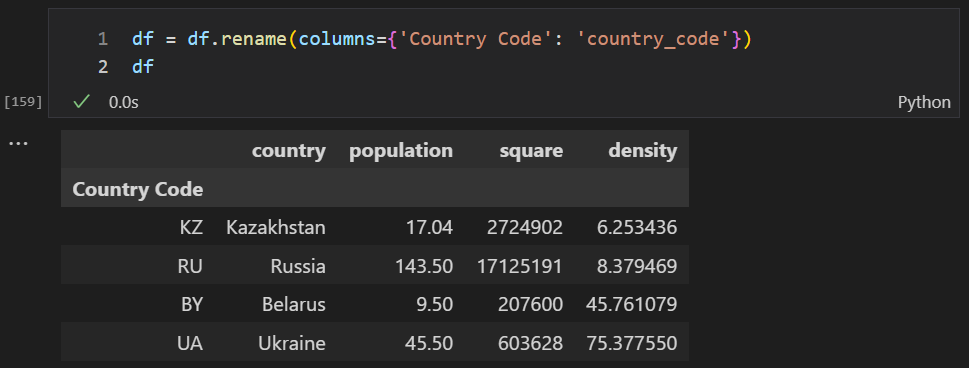 1 df = df.rename(columns={'Country Code': 'country_code'})
2 df
[159] 0.0s Python
...
country population square density
Country Code
KZ Kazakhstan 17.04 2724902 6.253436
RU Russia 143.50 17125191 8.379469
BY Belarus 9.50 207600 45.761079
UA Ukraine 45.50 603628 75.377550